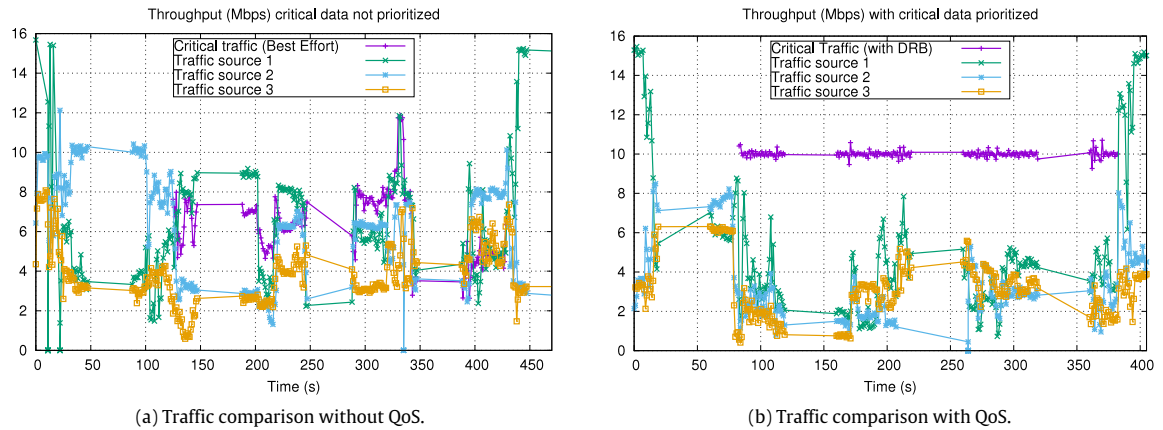 Throughput (Mbps) critical data not prioritized
16
14
12
10
8
6
4
2
0
Critical traffic (Best Effort)
Traffic source 1
Traffic source 2
Traffic source 3
0 50 100 150 200 250 300 350 400 450
Time (s)
(a) Traffic comparison without QoS.
Throughput (Mbps) with critical data prioritized
16
14
12
10
8
6
4
2
0
Critical Traffic (with DRB)
Traffic source 1
Traffic source 2
Traffic source 3
0 50 100 150 200 250 300 350 400
Time (s)
(b) Traffic comparison with QoS.